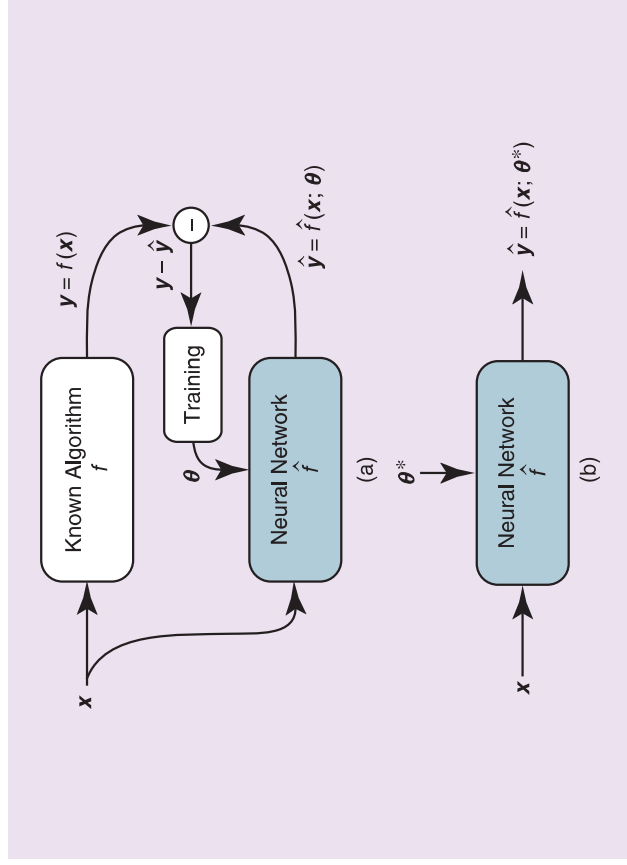 x
Known Algorithm
f
y = f(x)
−
y − ŷ
Training
θ
Neural Network
f̂
ŷ = f̂(x; θ)
(a)
θ*
x
Neural Network
f̂
ŷ = f̂(x; θ*)
(b)